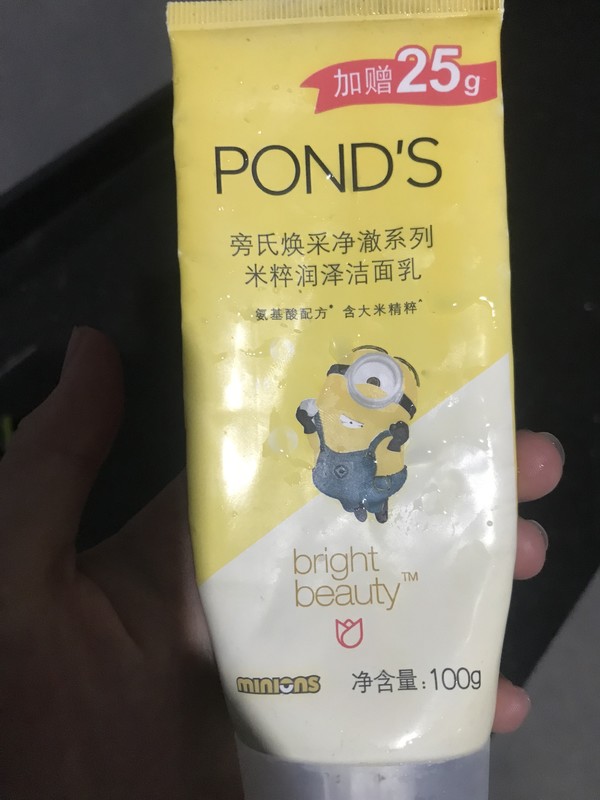 加赠25g
POND'S
旁氏焕采净澈系列
米粹润泽洁面乳
氨基酸配方* 含大米精粹^
bright
beauty™
minions
净含量:100g